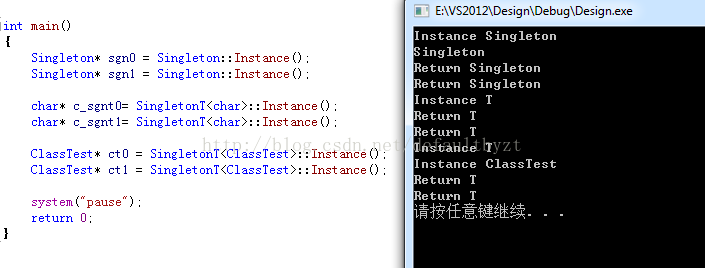 int main()
{
Singleton* sgn0 = Singleton::Instance();
Singleton* sgn1 = Singleton::Instance();
char* c_sgnt0= SingletonT<char>::Instance();
char* c_sgnt1= SingletonT<char>::Instance();
ClassTest* ct0 = SingletonT<ClassTest>::Instance();
ClassTest* ct1 = SingletonT<ClassTest>::Instance();
system("pause");
return 0;
}
E:\VS2012\Design\Debug\Design.exe
Instance Singleton
Singleton
Return Singleton
Return Singleton
Instance T
Return T
Return T
Instance T
Instance ClassTest
Return T
Return T
请按任意键继续. . .
http://blog.csdn.net/defaultbyzt